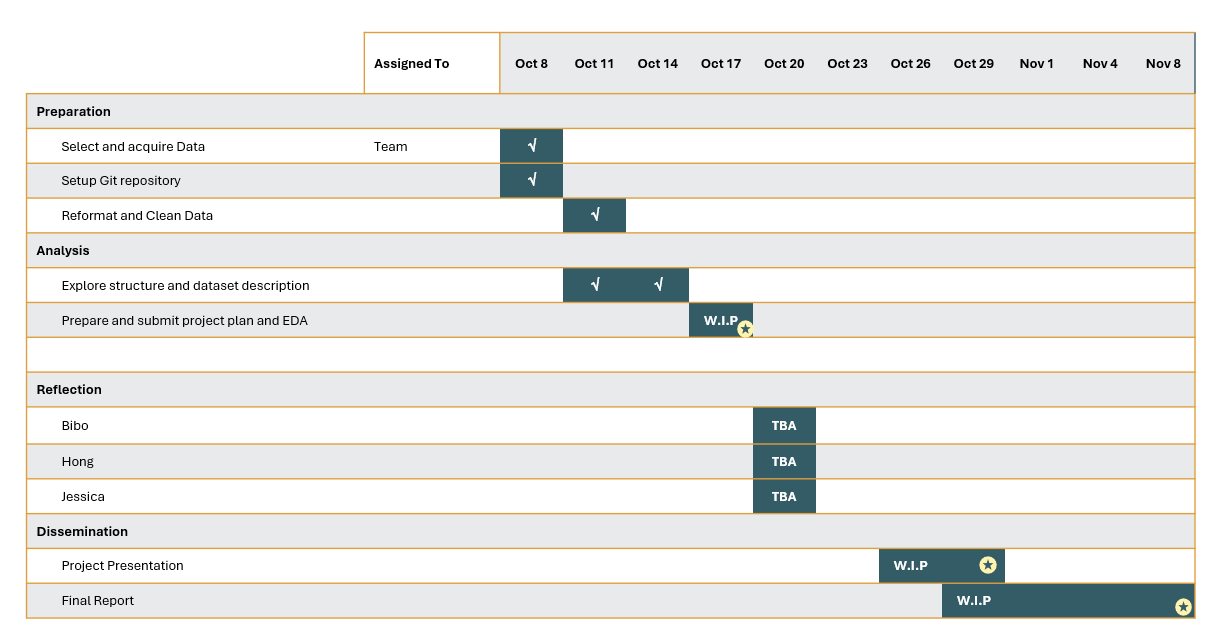 Assigned To Oct 8 Oct 11 Oct 14 Oct 17 Oct 20 Oct 23 Oct 26 Oct 29 Nov 1 Nov 4 Nov 8
Preparation
Select and acquire Data Team √
Setup Git repository √
Reformat and Clean Data √
Analysis
Explore structure and dataset description √ √
Prepare and submit project plan and EDA W.I.P
Reflection
Bibo TBA
Hong TBA
Jessica TBA
Dissemination
Project Presentation W.I.P
Final Report W.I.P